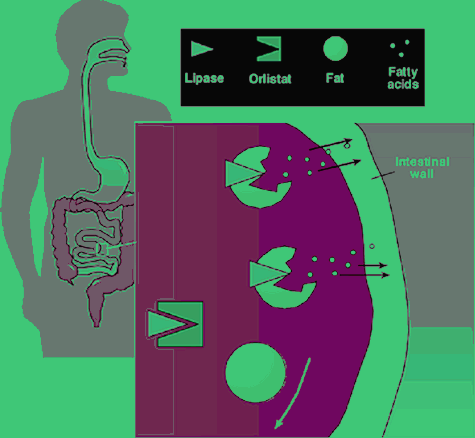 Lipase Orlistat Fat Fatty
acids
Intestinal
wall